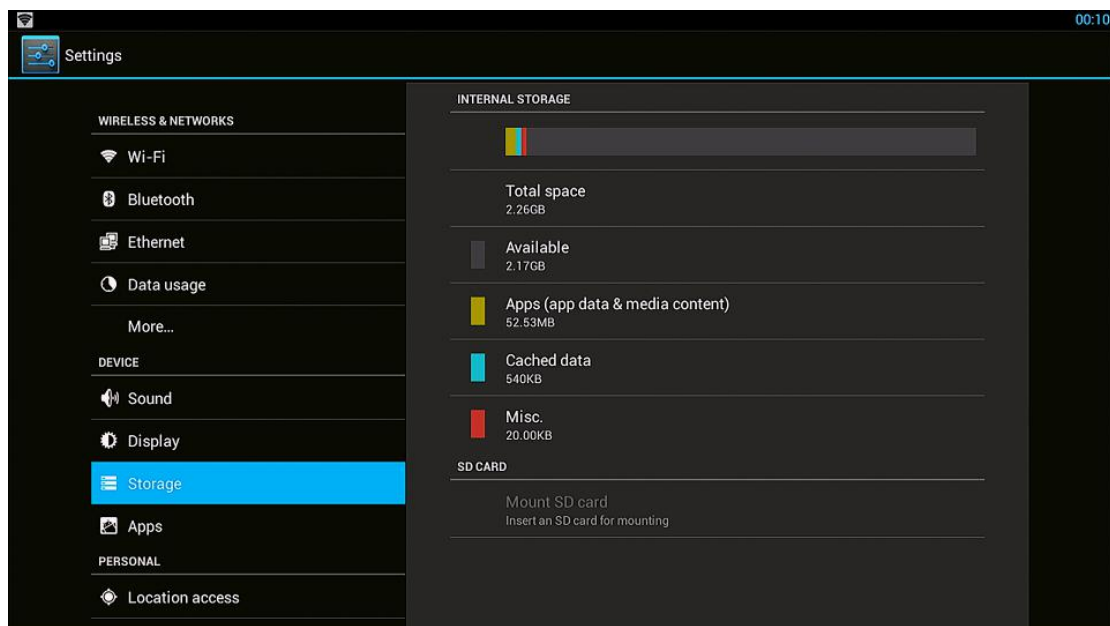 00:10
Settings
WIRELESS & NETWORKS
Wi-Fi
Bluetooth
Ethernet
Data usage
More...
DEVICE
Sound
Display
Storage
Apps
PERSONAL
Location access
INTERNAL STORAGE
Total space
2.26GB
Available
2.17GB
Apps (app data & media content)
52.53MB
Cached data
540KB
Misc.
20.00KB
SD CARD
Mount SD card
Insert an SD card for mounting